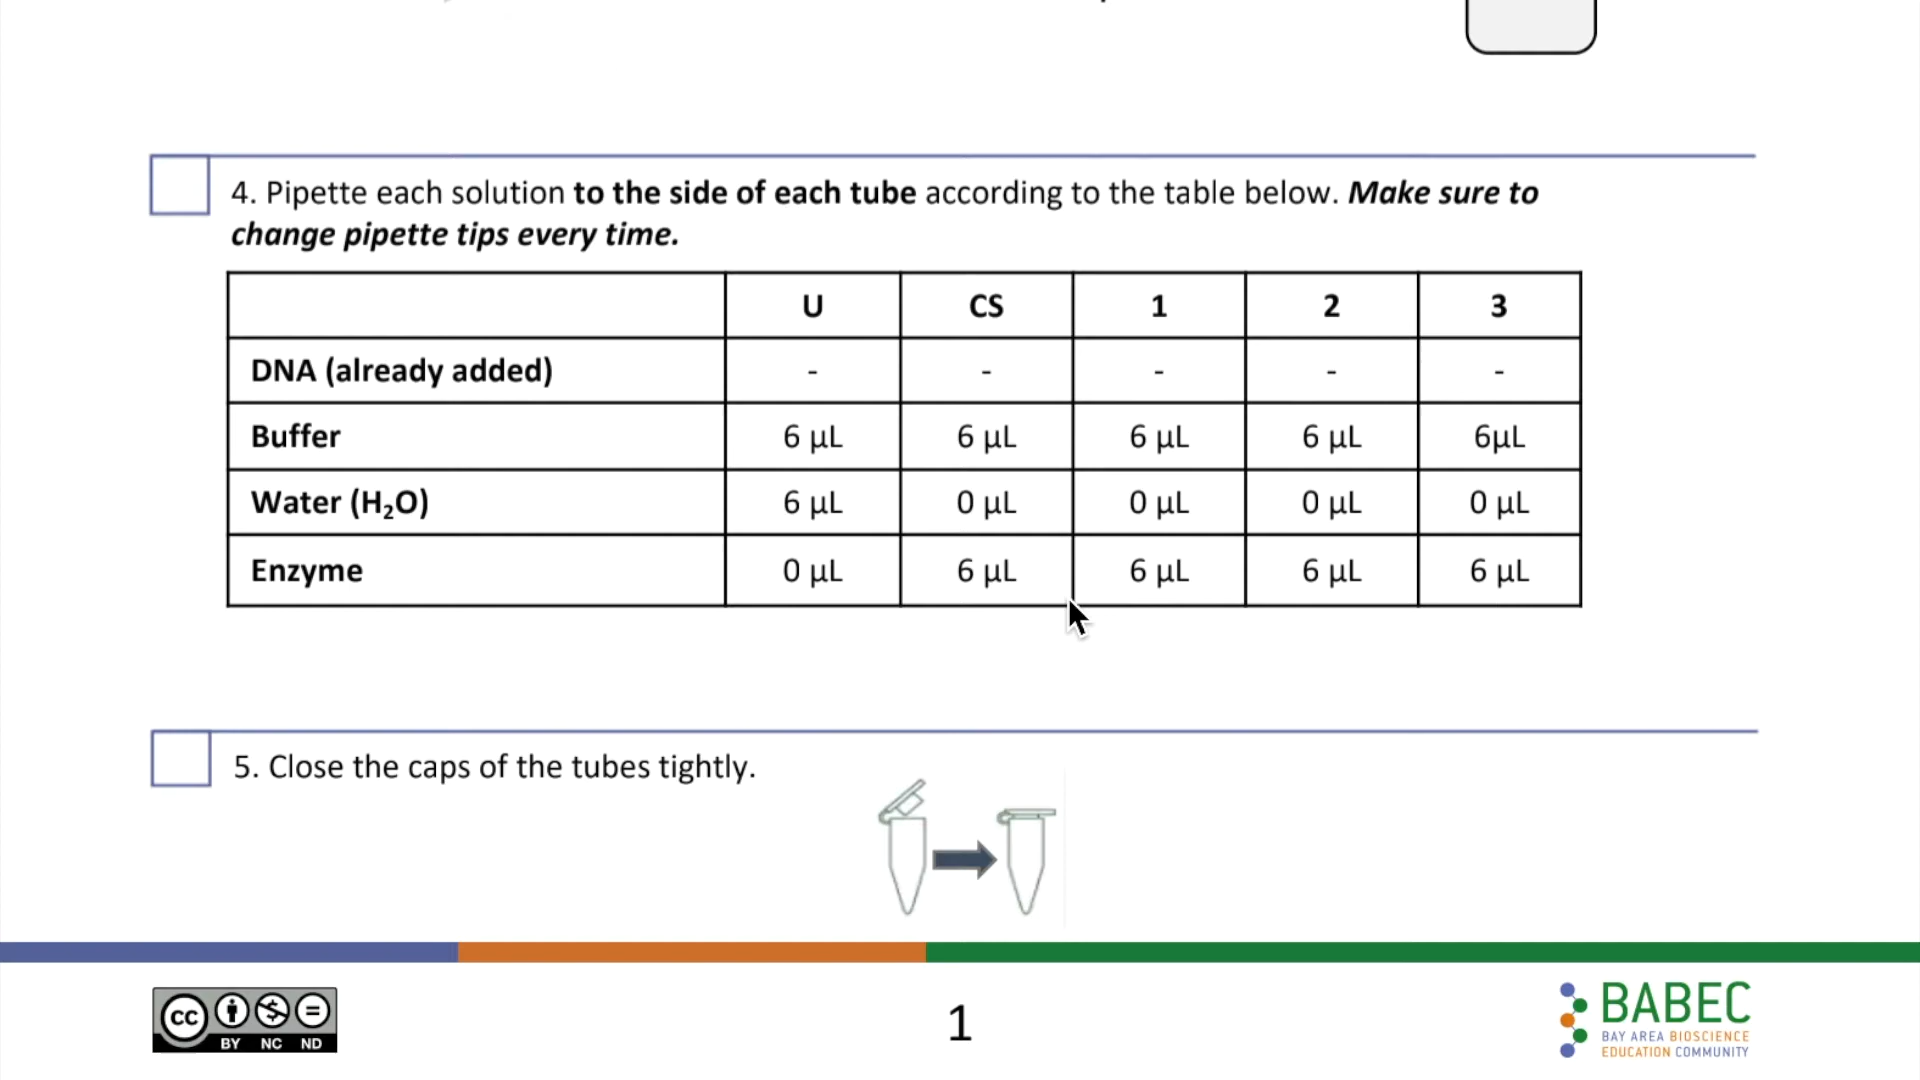 4. Pipette each solution to the side of each tube according to the table below. Make sure to
change pipette tips every time.
U CS 1 2 3
DNA (already added) - - - - -
Buffer 6 µL 6 µL 6 µL 6 µL 6µL
Water (H₂O) 6 µL 0 µL 0 µL 0 µL 0 µL
Enzyme 0 µL 6 µL 6 µL 6 µL 6 µL
5. Close the caps of the tubes tightly.
cc
BY NC ND
1
BABEC
BAY AREA BIOSCIENCE
EDUCATION COMMUNITY